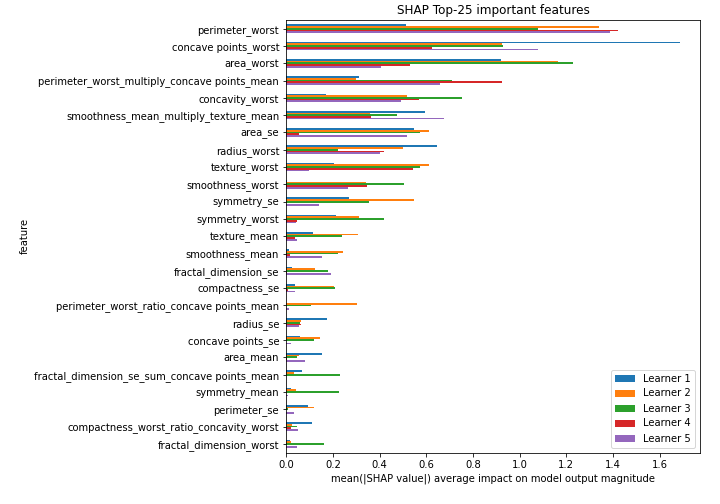 SHAP Top-25 important features
perimeter_worst
concave points_worst
area_worst
perimeter_worst_multiply_concave points_mean
concavity_worst
smoothness_mean_multiply_texture_mean
area_se
radius_worst
texture_worst
smoothness_worst
symmetry_se
symmetry_worst
texture_mean
smoothness_mean
fractal_dimension_se
compactness_se
perimeter_worst_ratio_concave points_mean
radius_se
concave points_se
area_mean
fractal_dimension_se_sum_concave points_mean
symmetry_mean
perimeter_se
compactness_worst_ratio_concavity_worst
fractal_dimension_worst
feature
Learner 1
Learner 2
Learner 3
Learner 4
Learner 5
0.0 0.2 0.4 0.6 0.8 1.0 1.2 1.4 1.6
mean(|SHAP value|) average impact on model output magnitude